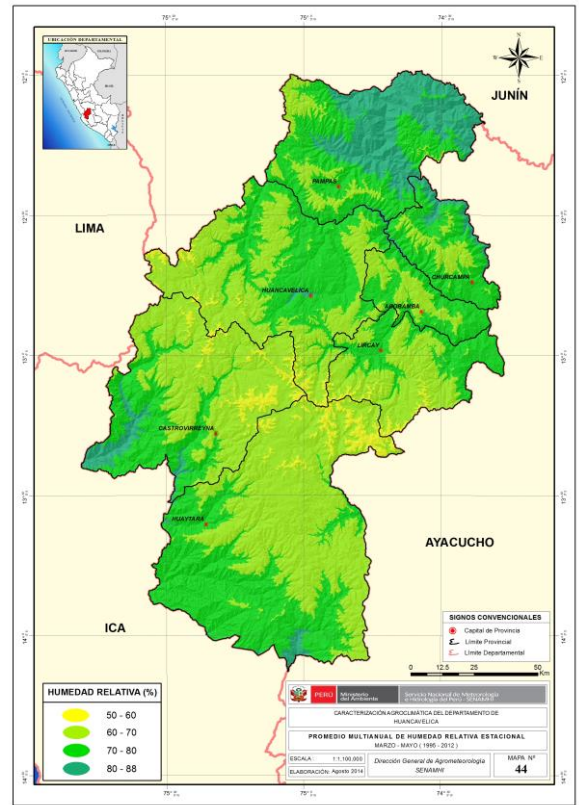 UBICACIÓN DEPARTAMENTAL
JUNÍN
LIMA
PAMPAS
CHURCAMPA
HUANCAVELICA
ACOBAMBA
LIRCAY
CASTROVIRREYNA
HUAYTARA
AYACUCHO
ICA
SIGNOS CONVENCIONALES
Capital de Provincia
Límite Provincial
Límite Departamental
0 12.5 25 50
Km
HUMEDAD RELATIVA (%)
50 - 60
60 - 70
70 - 80
80 - 88
PERÚ
Ministerio del Ambiente
Servicio Nacional de Meteorología e Hidrología del Perú - SENAMHI
CARACTERIZACIÓN AGROCLIMÁTICA DEL DEPARTAMENTO DE
HUANCAVELICA
PROMEDIO MULTIANUAL DE HUMEDAD RELATIVA ESTACIONAL
MARZO - MAYO ( 1995 - 2012 )
ESCALA : 1:1,100,000
ELABORACIÓN: Agosto 2014
Dirección General de Agrometeorología
SENAMHI
MAPA Nº
44